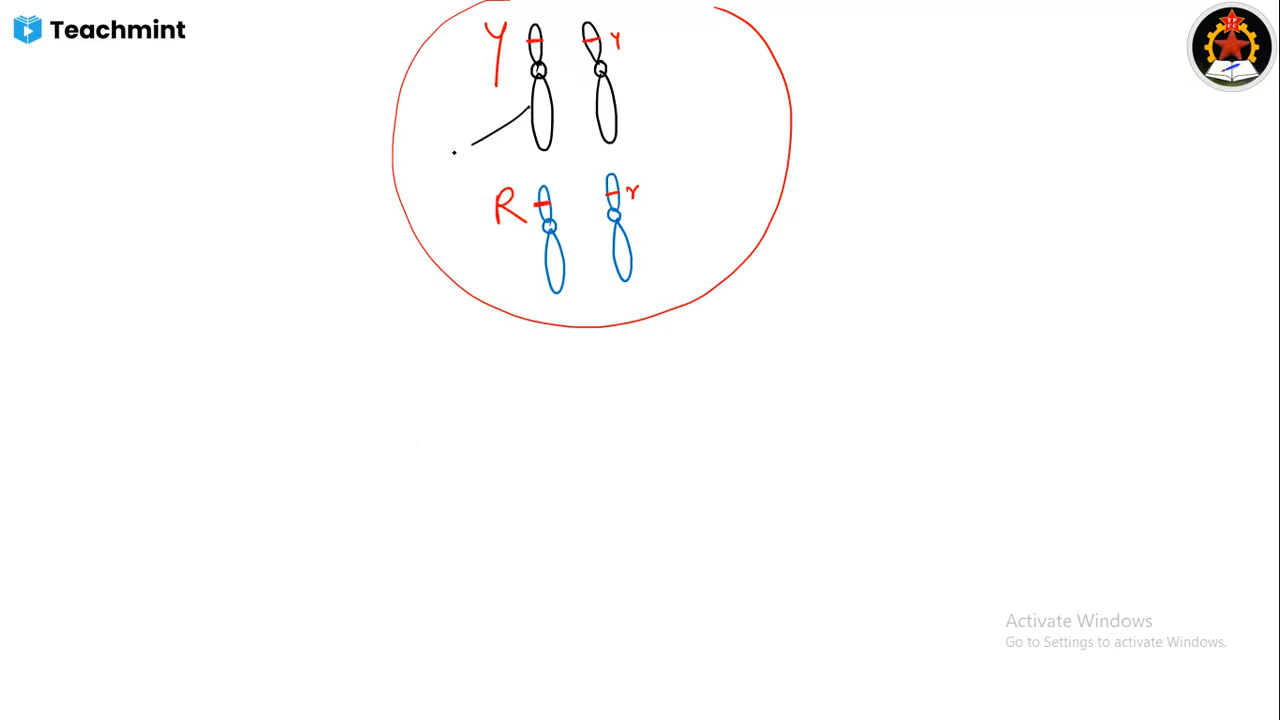 Teachmint
Y y
R r
Activate Windows
Go to Settings to activate Windows.